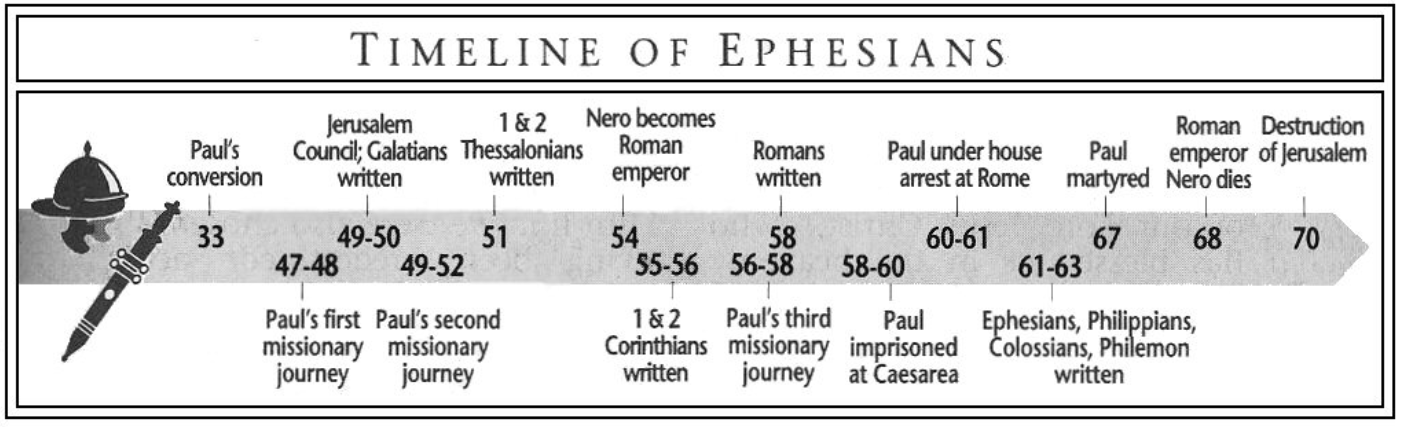 TIMELINE OF EPHESIANS
Paul's
conversion
Jerusalem
Council; Galatians
written
1 & 2
Thessalonians
written
Nero becomes
Roman
emperor
Romans
written
Paul under house
arrest at Rome
Paul
martyred
Roman
emperor
Nero dies
Destruction
of Jerusalem
33
49-50
51
54
58
60-61
67
68
70
47-48
49-52
55-56
56-58
58-60
61-63
Paul's first
missionary
journey
Paul's second
missionary
journey
1 & 2
Corinthians
written
Paul's third
missionary
journey
Paul
imprisoned
at Caesarea
Ephesians, Philippians,
Colossians, Philemon
written